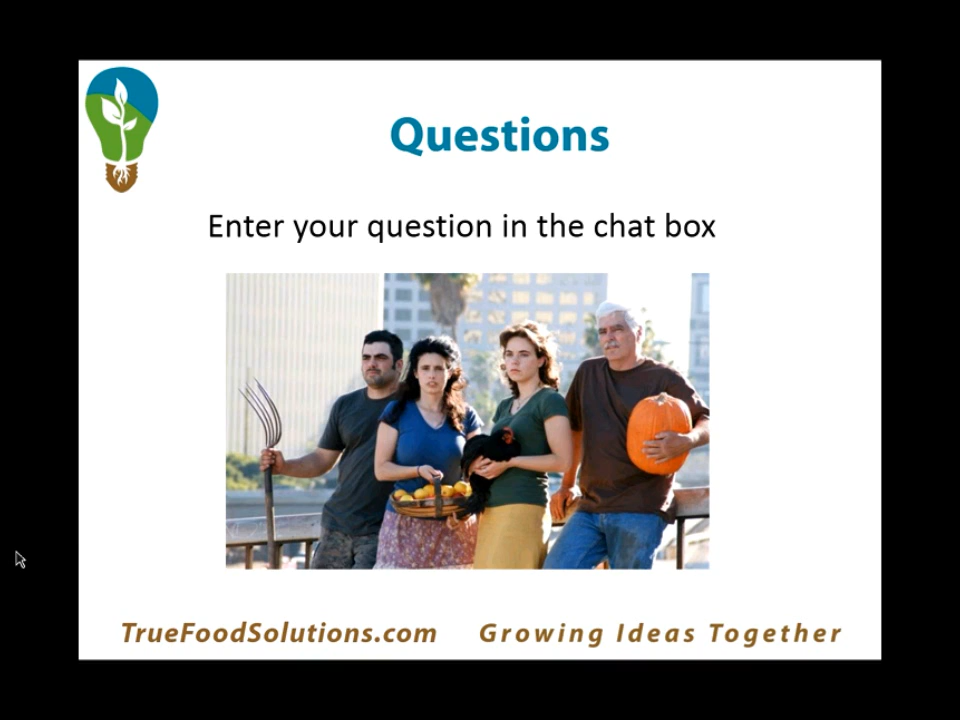 Questions
Enter your question in the chat box
TrueFoodSolutions.com Growing Ideas Together